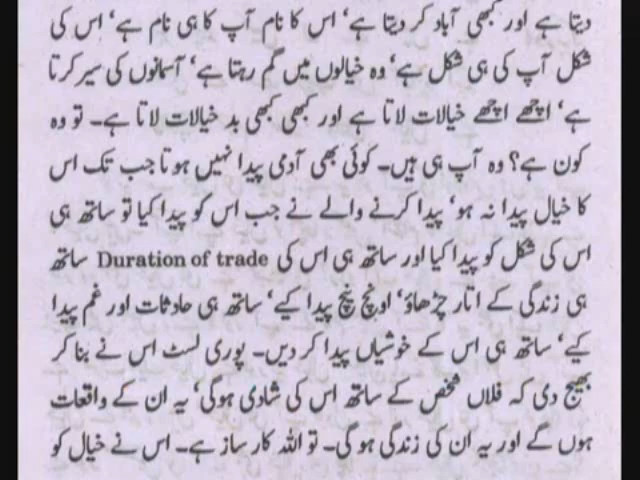 دیتا ہے اور کبھی آباد کر دیتا ہے‘ اس کا نام آپ کا ہی نام ہے‘ اس کی
شکل آپ کی ہی شکل ہے‘ وہ خیالوں میں گم رہتا ہے‘ آسمانوں کی سیر کرتا
ہے‘ اچھے اچھے خیالات لاتا ہے اور کبھی کبھی بد خیالات لاتا ہے۔ تو وہ
کون ہے؟ وہ آپ ہی ہیں۔ کوئی بھی آدمی پیدا نہیں ہوتا جب تک اس
کا خیال پیدا نہ ہو‘ پیدا کرنے والے نے جب اس کو پیدا کیا تو ساتھ ہی
اس کی شکل کو پیدا کیا اور ساتھ ہی اس کی Duration of trade ساتھ
ہی زندگی کے اتار چڑھاؤ‘ اونچ نیچ پیدا کیے‘ ساتھ ہی حادثات اور غم پیدا
کیے‘ ساتھ ہی اس کے خوشیاں پیدا کر دیں۔ پوری لسٹ اس نے بنا کر
بھیج دی کہ فلاں شخص کے ساتھ اس کی شادی ہوگی‘ یہ ان کے واقعات
ہوں گے اور یہ ان کی زندگی ہو گی۔ تو اللہ کار ساز ہے۔ اس نے خیال کو